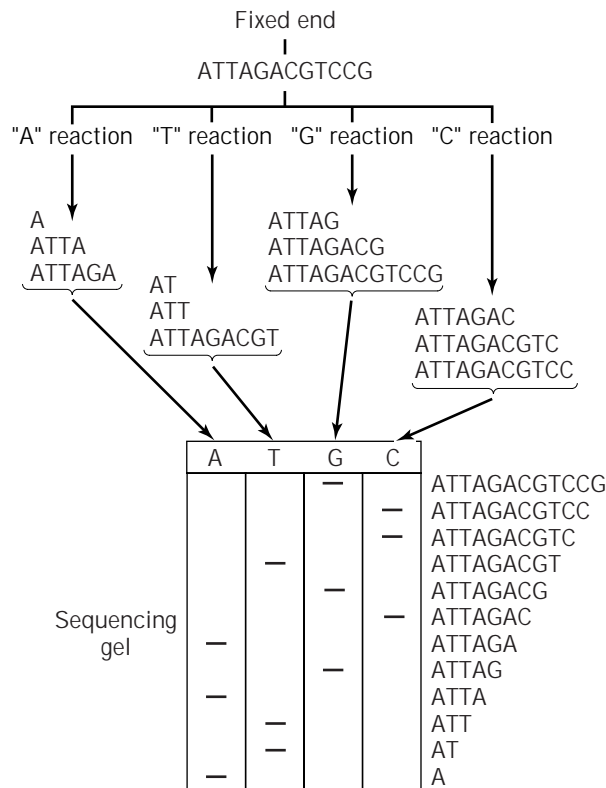 Fixed end
ATTAGACGTCCG
"A" reaction "T" reaction "G" reaction "C" reaction
A
ATTA
ATTAGA
AT
ATT
ATTAGACGT
ATTAG
ATTAGACG
ATTAGACGTCCG
ATTAGAC
ATTAGACGTC
ATTAGACGTCC
A T G C
ATTAGACGTCCG
ATTAGACGTCC
ATTAGACGTC
ATTAGACGT
ATTAGACG
ATTAGAC
ATTAGA
ATTAG
ATTA
ATT
AT
A
Sequencing
gel